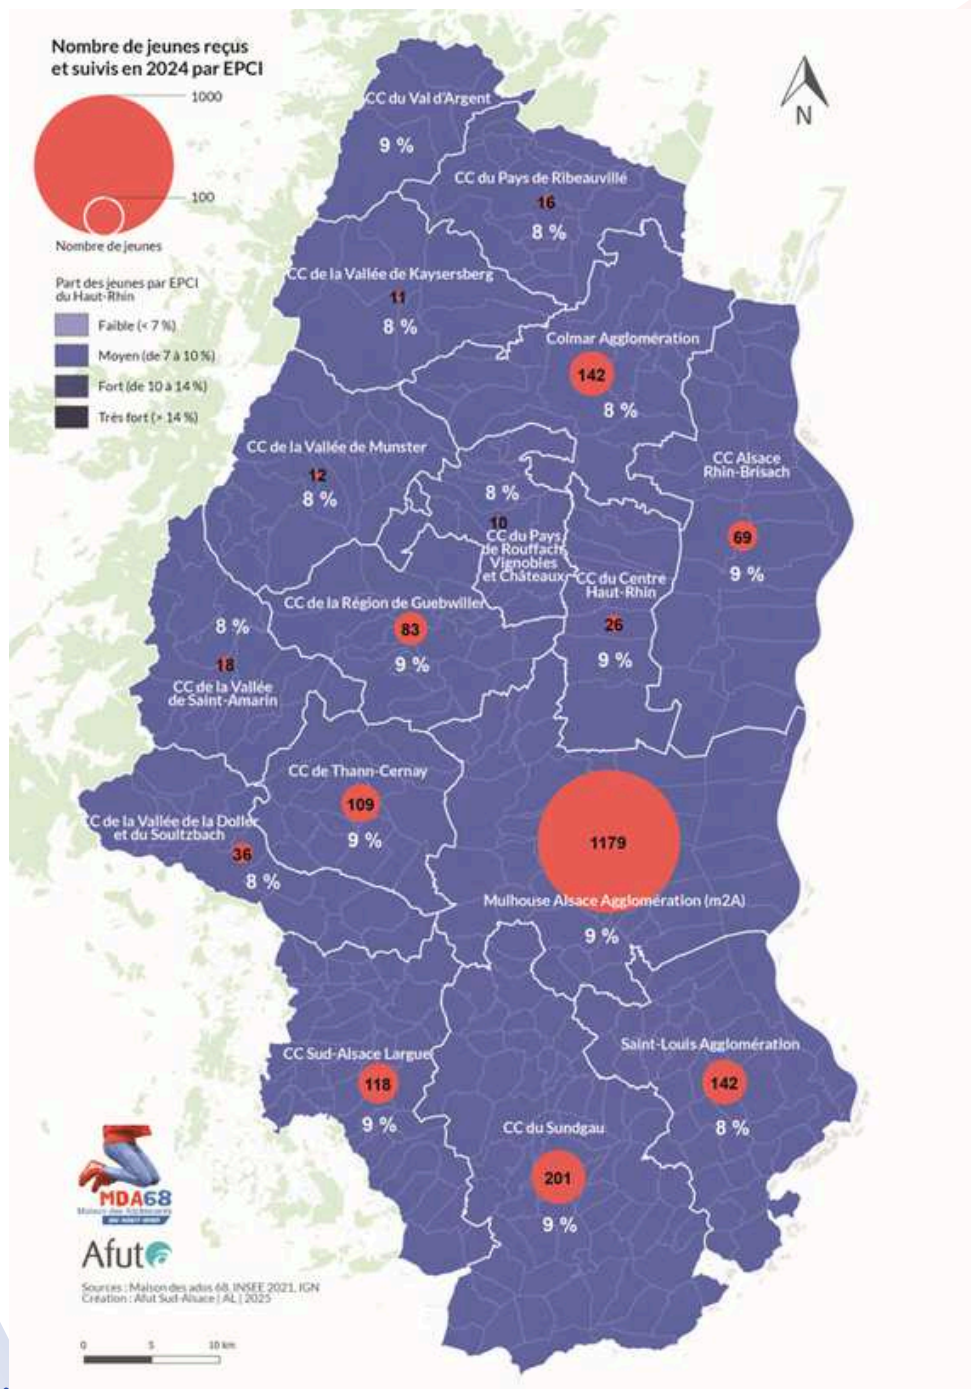 Nombre de jeunes reçus
et suivis en 2024 par EPCI
1000
100
Nombre de jeunes
Part des jeunes par EPCI
du Haut-Rhin
Faible (< 7 %)
Moyen (de 7 à 10 %)
Fort (de 10 à 14 %)
Très fort (> 14 %)
N
CC du Val d'Argent
9 %
CC du Pays de Ribeauvillé
16
8 %
CC de la Vallée de Kaysersberg
11
8 %
Colmar Agglomération
142
8 %
CC de la Vallée de Munster
12
8 %
CC Alsace
Rhin-Brisach
69
9 %
8 %
10
CC du Pays
de Rouffach,
Vignobles
et Châteaux
CC du Centre
Haut-Rhin
26
9 %
CC de la Région de Guebwiller
83
9 %
8 %
18
CC de la Vallée
de Saint-Amarin
CC de Thann-Cernay
109
9 %
CC de la Vallée de la Doller
et du Soultzbach
36
8 %
1179
Mulhouse Alsace Agglomération (m2A)
9 %
CC Sud-Alsace Largue
118
9 %
Saint-Louis Agglomération
142
8 %
CC du Sundgau
201
9 %
MDA68
Maison des Adolescents
DU HAUT-RHIN
Afut
Sources : Maison des ados 68, INSEE 2021, IGN
Création : Afut Sud-Alsace | AL | 2025
0 5 10 km